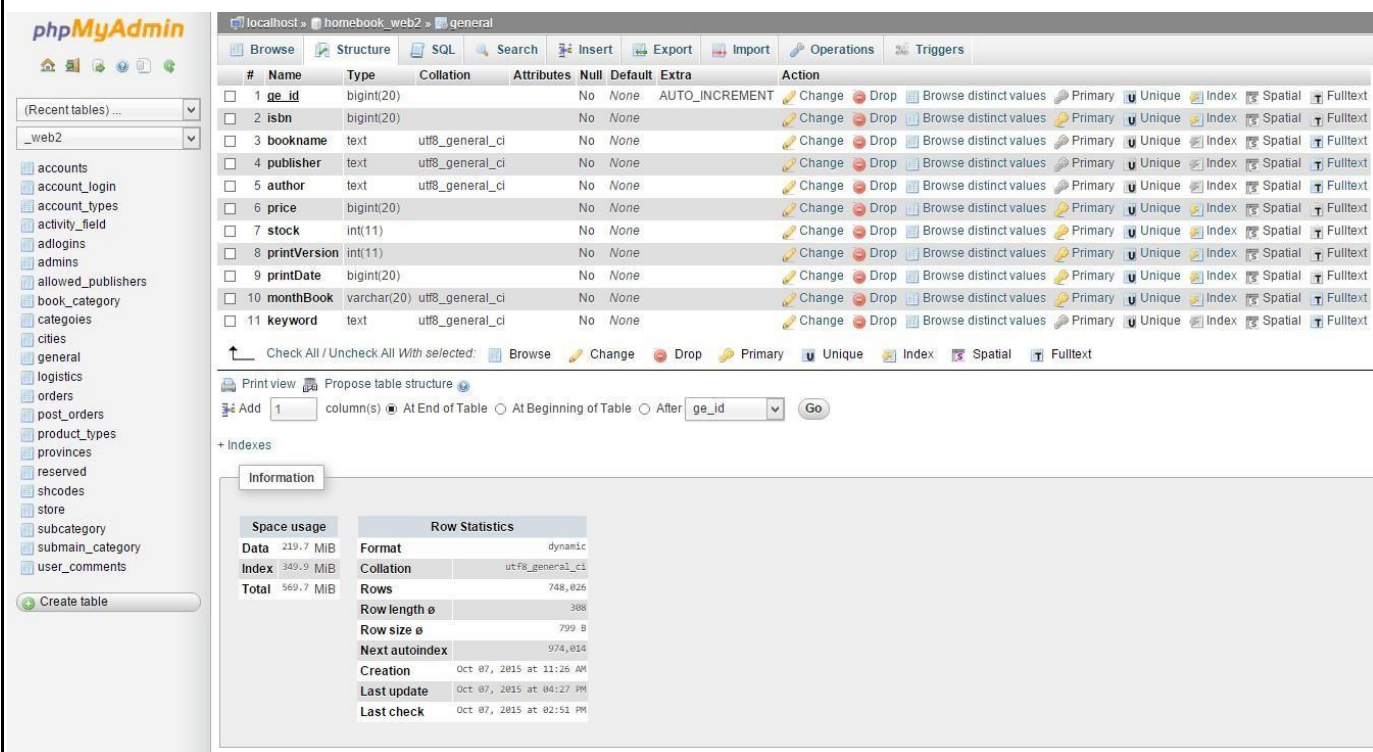 phpMyAdmin
(Recent tables) ...
_web2
accounts
account_login
account_types
activity_field
adlogins
admins
allowed_publishers
book_category
categoies
cities
general
logistics
orders
post_orders
product_types
provinces
reserved
shcodes
store
subcategory
submain_category
user_comments
Create table
localhost » homebook_web2 » general
Browse Structure SQL Search Insert Export Import Operations Triggers
# Name Type Collation Attributes Null Default Extra Action
1 ge_id bigint(20) No None AUTO_INCREMENT Change Drop Browse distinct values Primary Unique Index Spatial Fulltext
2 isbn bigint(20) No None Change Drop Browse distinct values Primary Unique Index Spatial Fulltext
3 bookname text utf8_general_ci No None Change Drop Browse distinct values Primary Unique Index Spatial Fulltext
4 publisher text utf8_general_ci No None Change Drop Browse distinct values Primary Unique Index Spatial Fulltext
5 author text utf8_general_ci No None Change Drop Browse distinct values Primary Unique Index Spatial Fulltext
6 price bigint(20) No None Change Drop Browse distinct values Primary Unique Index Spatial Fulltext
7 stock int(11) No None Change Drop Browse distinct values Primary Unique Index Spatial Fulltext
8 printVersion int(11) No None Change Drop Browse distinct values Primary Unique Index Spatial Fulltext
9 printDate bigint(20) No None Change Drop Browse distinct values Primary Unique Index Spatial Fulltext
10 monthBook varchar(20) utf8_general_ci No None Change Drop Browse distinct values Primary Unique Index Spatial Fulltext
11 keyword text utf8_general_ci No None Change Drop Browse distinct values Primary Unique Index Spatial Fulltext
Check All / Uncheck All With selected: Browse Change Drop Primary Unique Index Spatial Fulltext
Print view Propose table structure
Add 1 column(s) At End of Table At Beginning of Table After ge_id Go
+ Indexes
Information
Space usage
Data 219.7 MiB
Index 349.9 MiB
Total 569.7 MiB
Row Statistics
Format dynamic
Collation utf8_general_ci
Rows 748,026
Row length ø 308
Row size ø 799 B
Next autoindex 974,014
Creation Oct 07, 2015 at 11:26 AM
Last update Oct 07, 2015 at 04:27 PM
Last check Oct 07, 2015 at 02:51 PM